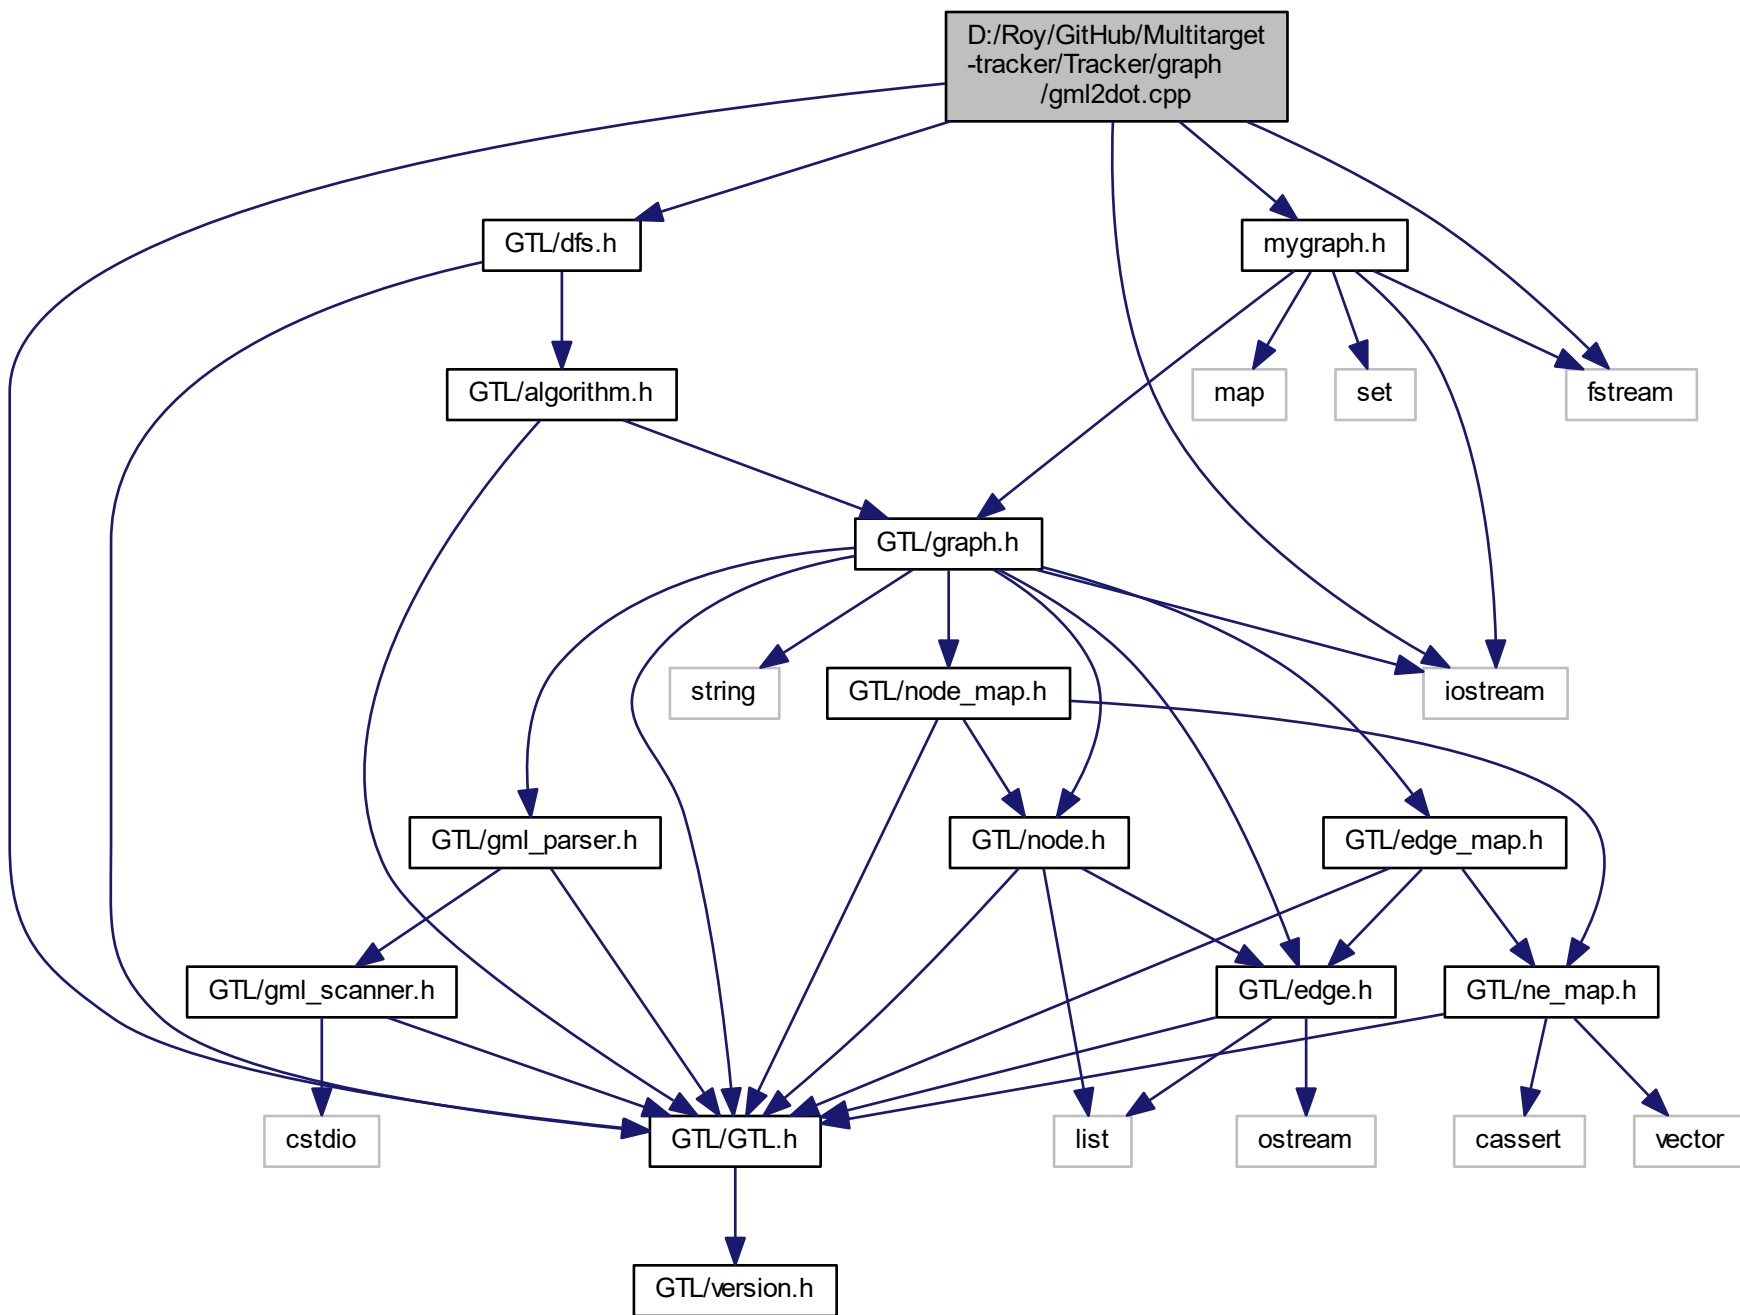 D:/Roy/GitHub/Multitarget
-tracker/Tracker/graph
/gml2dot.cpp
GTL/dfs.h
mygraph.h
GTL/algorithm.h
map
set
fstream
GTL/graph.h
string
GTL/node_map.h
iostream
GTL/gml_parser.h
GTL/node.h
GTL/edge_map.h
GTL/gml_scanner.h
GTL/edge.h
GTL/ne_map.h
cstdio
GTL/GTL.h
list
ostream
cassert
vector
GTL/version.h